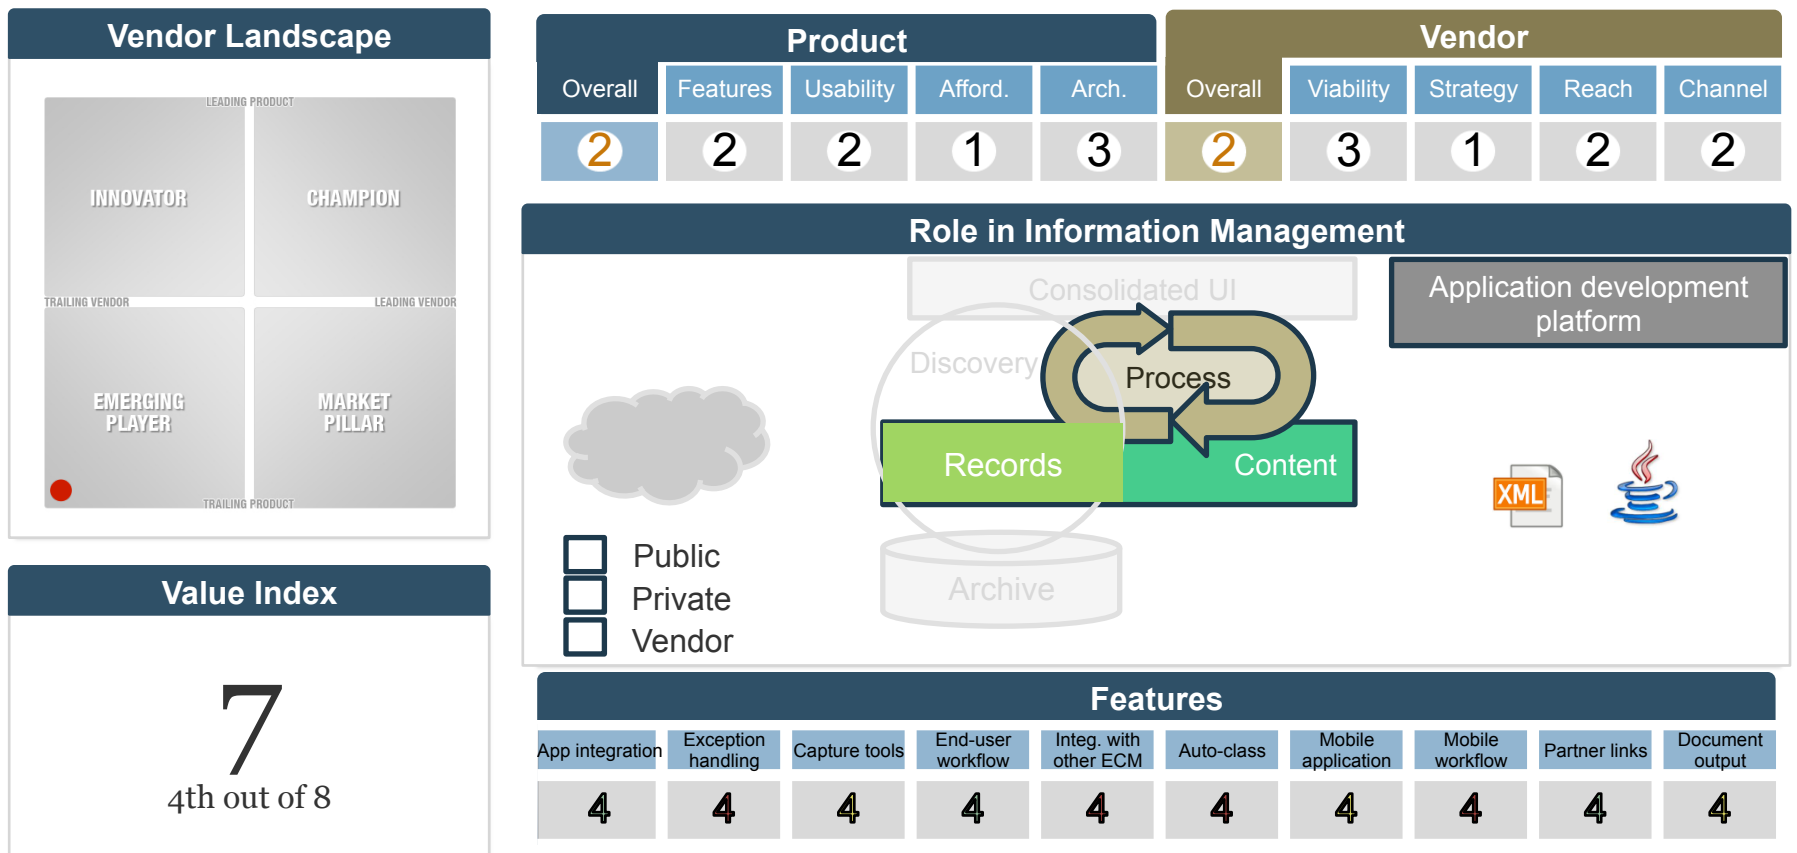 Vendor Landscape
LEADING PRODUCT
INNOVATOR
CHAMPION
TRAILING VENDOR
LEADING VENDOR
EMERGING
PLAYER
MARKET
PILLAR
TRAILING PRODUCT
Value Index
7
4th out of 8
Product
Vendor
Overall Features Usability Afford. Arch. Overall Viability Strategy Reach Channel
2 2 2 1 3 2 3 1 2 2
Role in Information Management
Consolidated UI
Application development
platform
Discovery
Process
Records
Content
XML
Archive
Public
Private
Vendor
Features
App integration
Exception
handling
Capture tools
End-user
workflow
Integ. with
other ECM
Auto-class
Mobile
application
Mobile
workflow
Partner links
Document
output
4 4 4 4 4 4 4 4 4 4